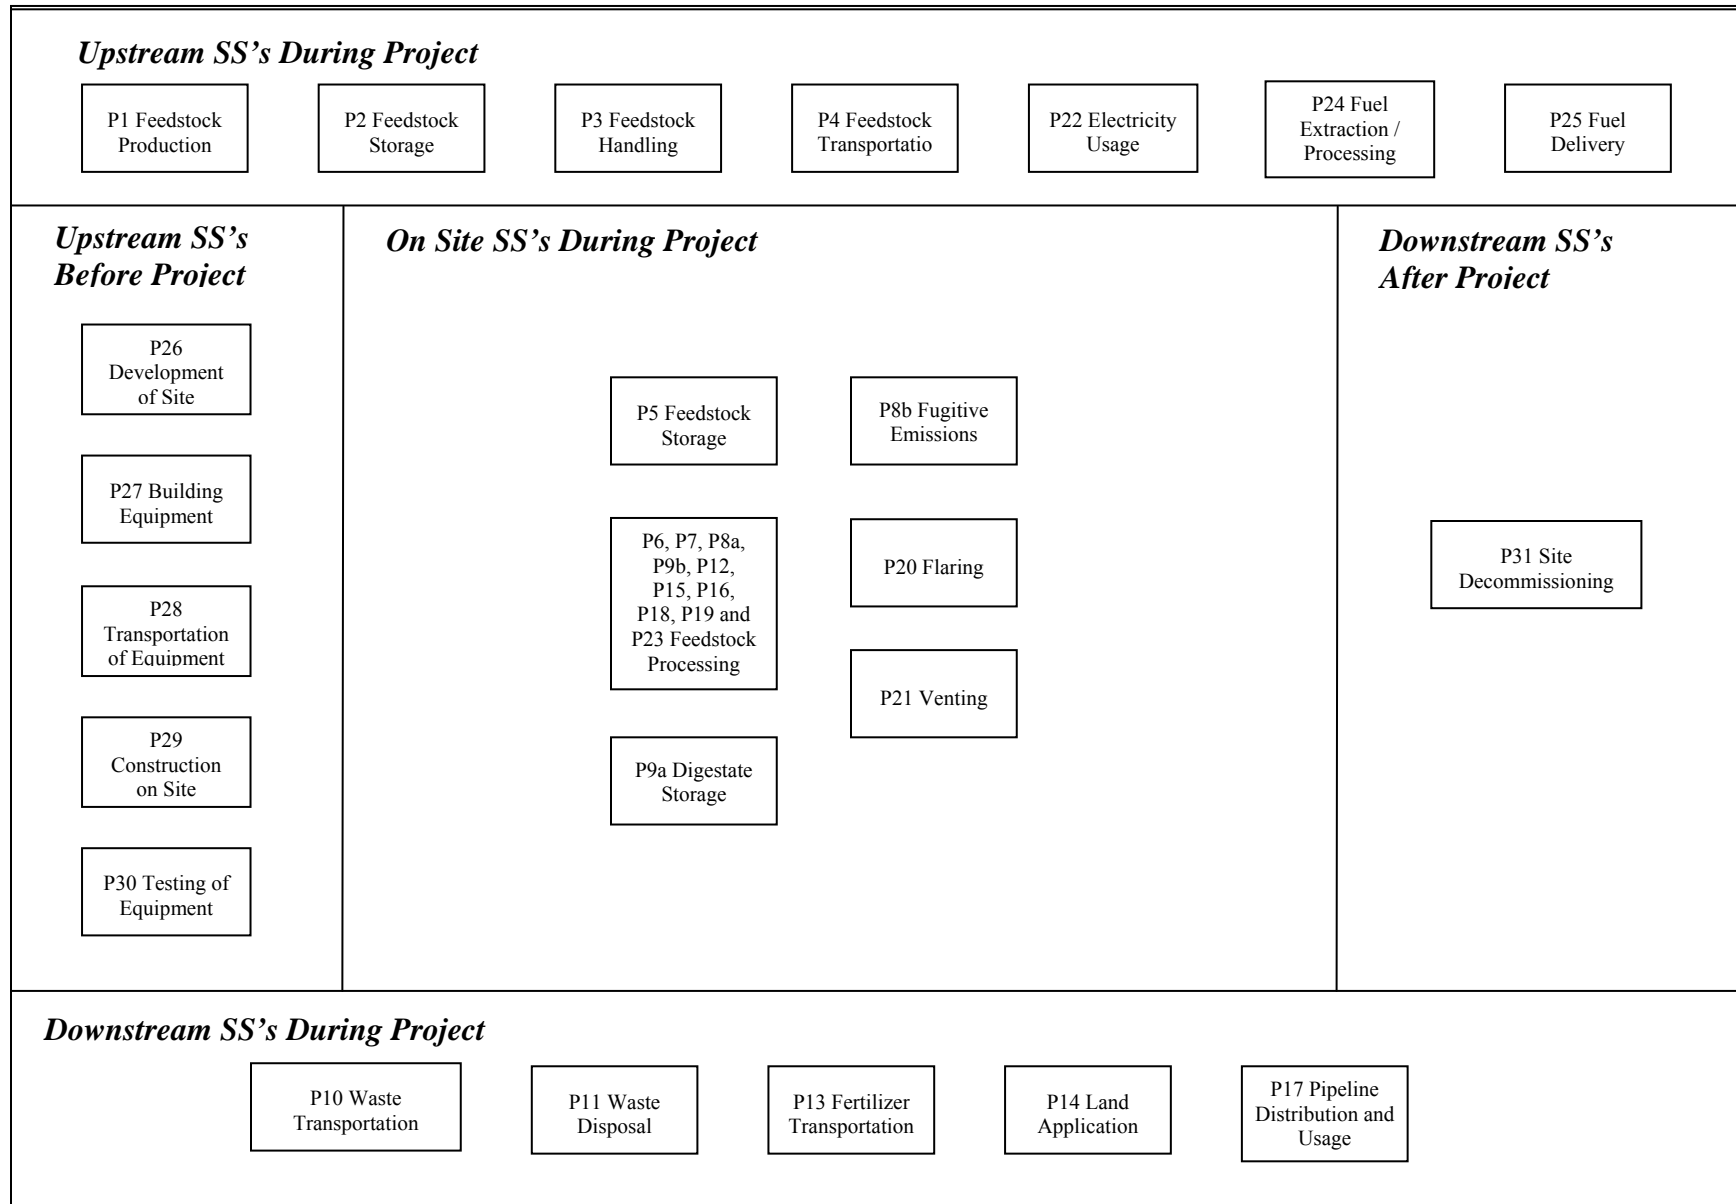 Upstream SS's During Project
P1 Feedstock
Production
P2 Feedstock
Storage
P3 Feedstock
Handling
P4 Feedstock
Transportatio
P22 Electricity
Usage
P24 Fuel
Extraction /
Processing
P25 Fuel
Delivery
Upstream SS's
Before Project
P26
Development
of Site
P27 Building
Equipment
P28
Transportation
of Equipment
P29
Construction
on Site
P30 Testing of
Equipment
On Site SS's During Project
P5 Feedstock
Storage
P8b Fugitive
Emissions
P6, P7, P8a,
P9b, P12,
P15, P16,
P18, P19 and
P23 Feedstock
Processing
P20 Flaring
P21 Venting
P9a Digestate
Storage
Downstream SS's
After Project
P31 Site
Decommissioning
Downstream SS's During Project
P10 Waste
Transportation
P11 Waste
Disposal
P13 Fertilizer
Transportation
P14 Land
Application
P17 Pipeline
Distribution and
Usage